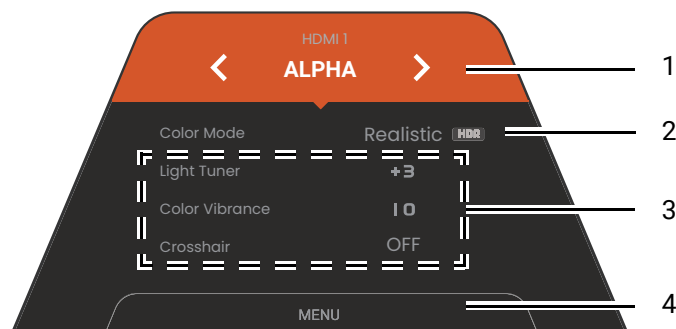 HDMI 1
ALPHA
1
Color Mode Realistic HDR 2
Light Tuner +3
Color Vibrance 10 3
Crosshair OFF
MENU 4